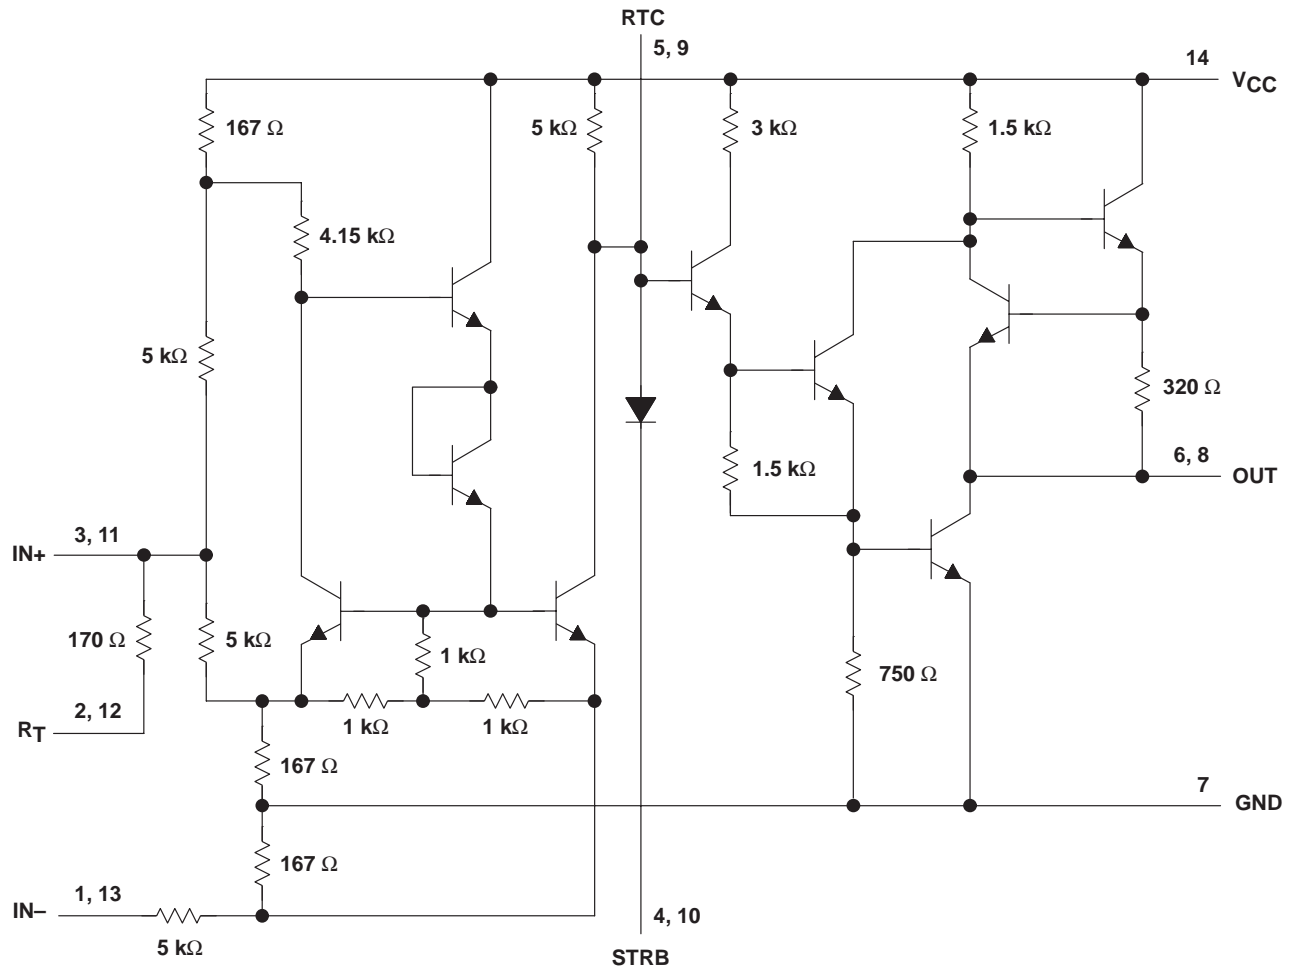 RTC
5, 9
14
VCC
167 Ω
5 kΩ
3 kΩ
1.5 kΩ
4.15 kΩ
5 kΩ
320 Ω
1.5 kΩ
6, 8
OUT
3, 11
IN+
170 Ω
5 kΩ
1 kΩ
750 Ω
2, 12
RT
1 kΩ
1 kΩ
167 Ω
7
GND
167 Ω
1, 13
IN–
5 kΩ
4, 10
STRB